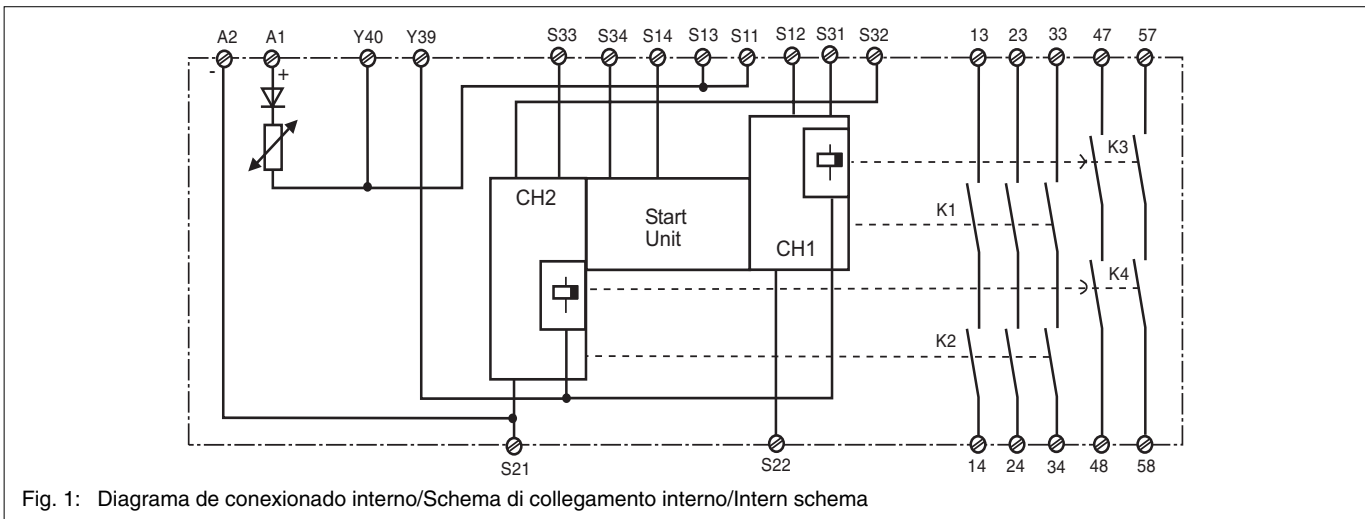 A2 A1 Y40 Y39 S33 S34 S14 S13 S11 S12 S31 S32 13 23 33 47 57
- +
K3
CH2
Start
Unit
K1
CH1
K4
K2
S21 S22 14 24 34 48 58
Fig. 1: Diagrama de conexionado interno/Schema di collegamento interno/Intern schema